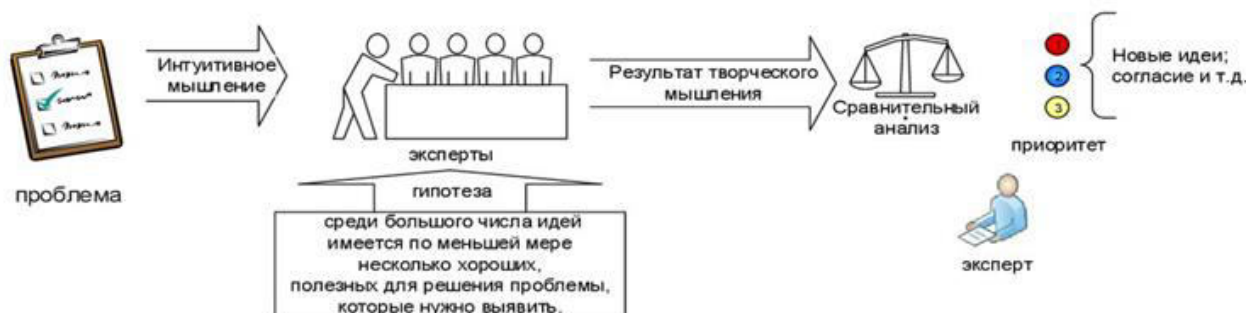 проблема
Интуитивное
мышление
эксперты
гипотеза
среди большого числа идей
имеется по меньшей мере
несколько хороших,
полезных для решения проблемы,
которые нужно выявить.
Результат творческого
мышления
Сравнительный
анализ
1
2
3
приоритет
Новые идеи;
согласие и т.д.
эксперт